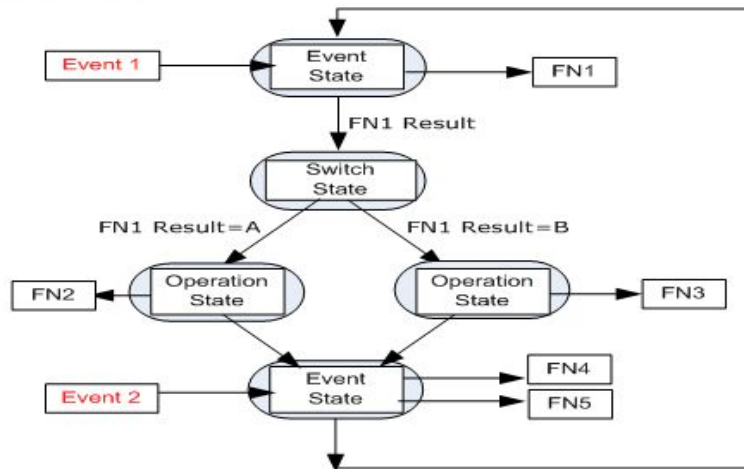 Event 1
Event
State
FN1
FN1 Result
Switch
State
FN1 Result=A
FN1 Result=B
FN2
Operation
State
Operation
State
FN3
Event 2
Event
State
FN4
FN5